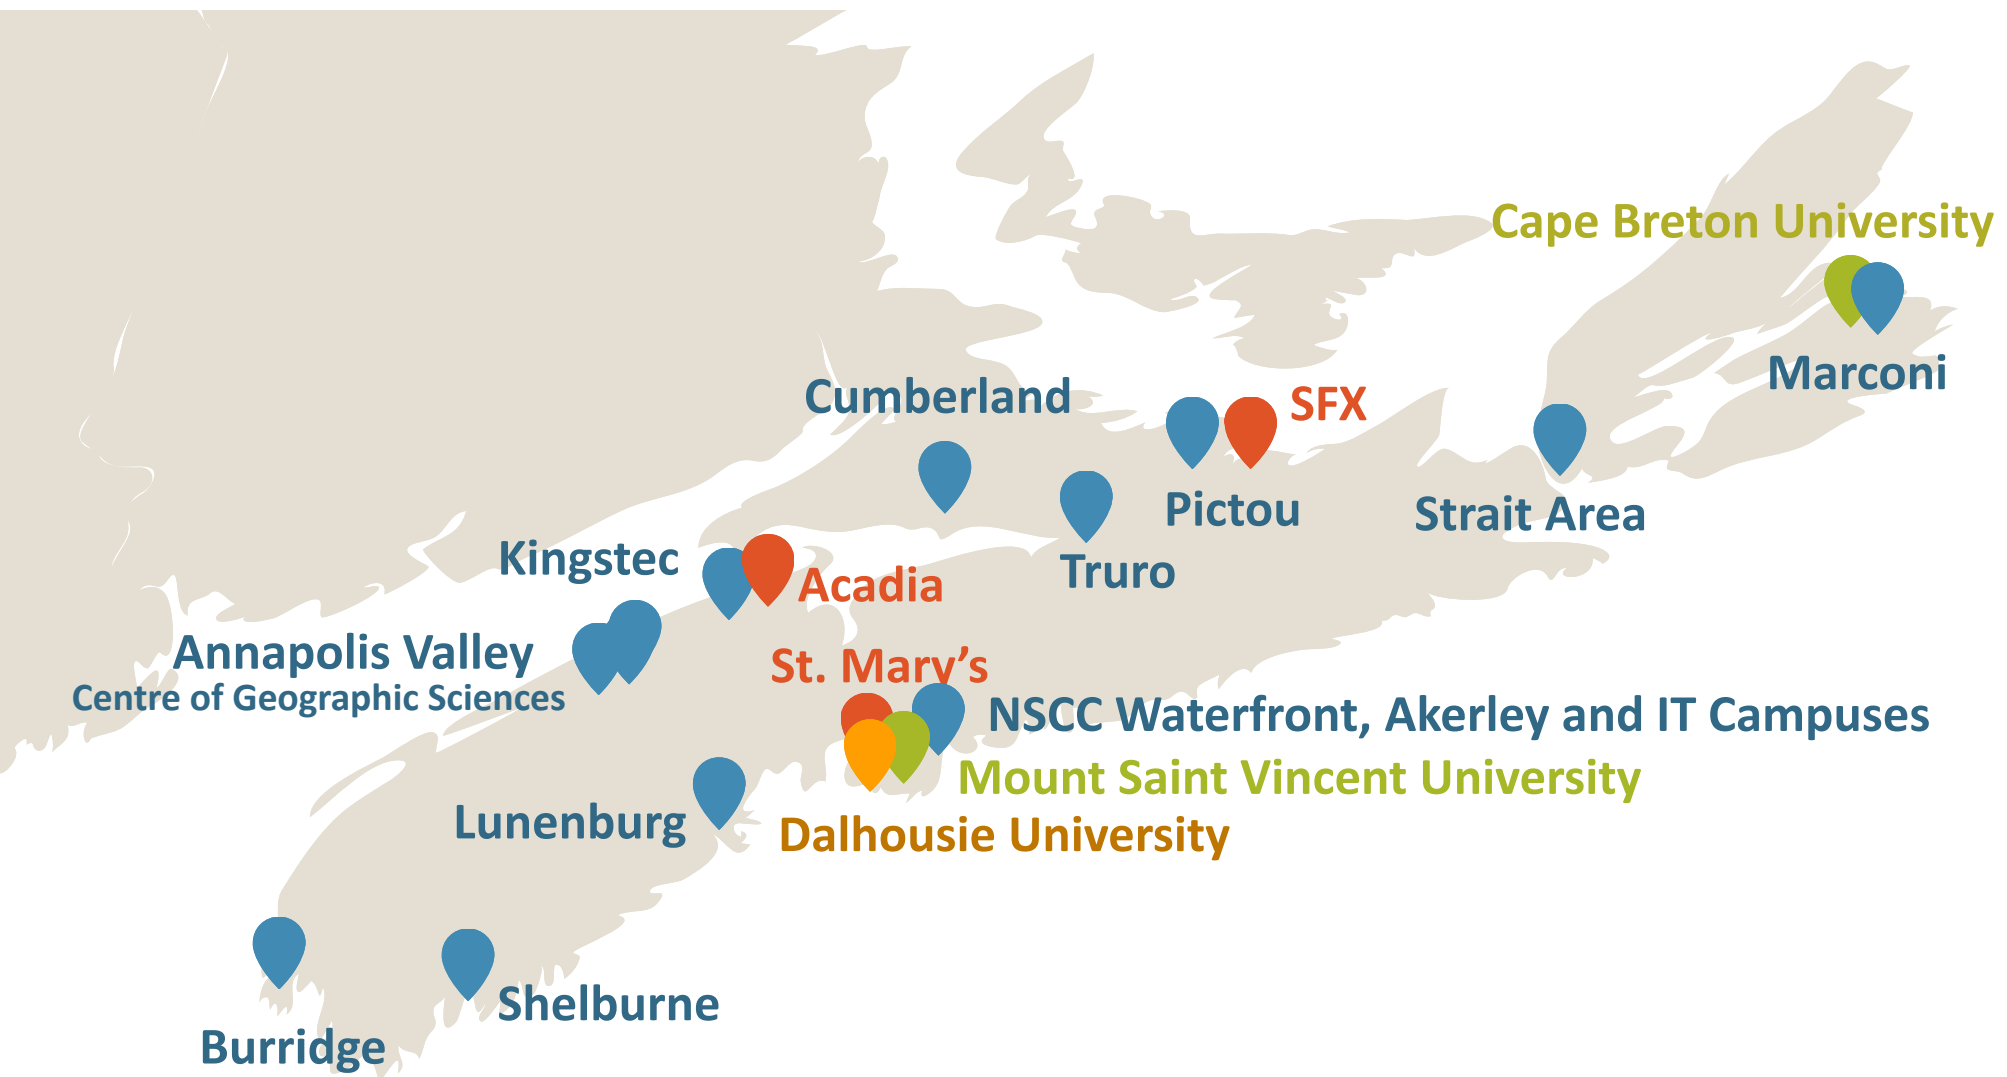 Cape Breton University
Marconi
Cumberland
SFX
Pictou
Strait Area
Truro
Kingstec
Acadia
Annapolis Valley
Centre of Geographic Sciences
St. Mary’s
NSCC Waterfront, Akerley and IT Campuses
Mount Saint Vincent University
Lunenburg
Dalhousie University
Shelburne
Burridge